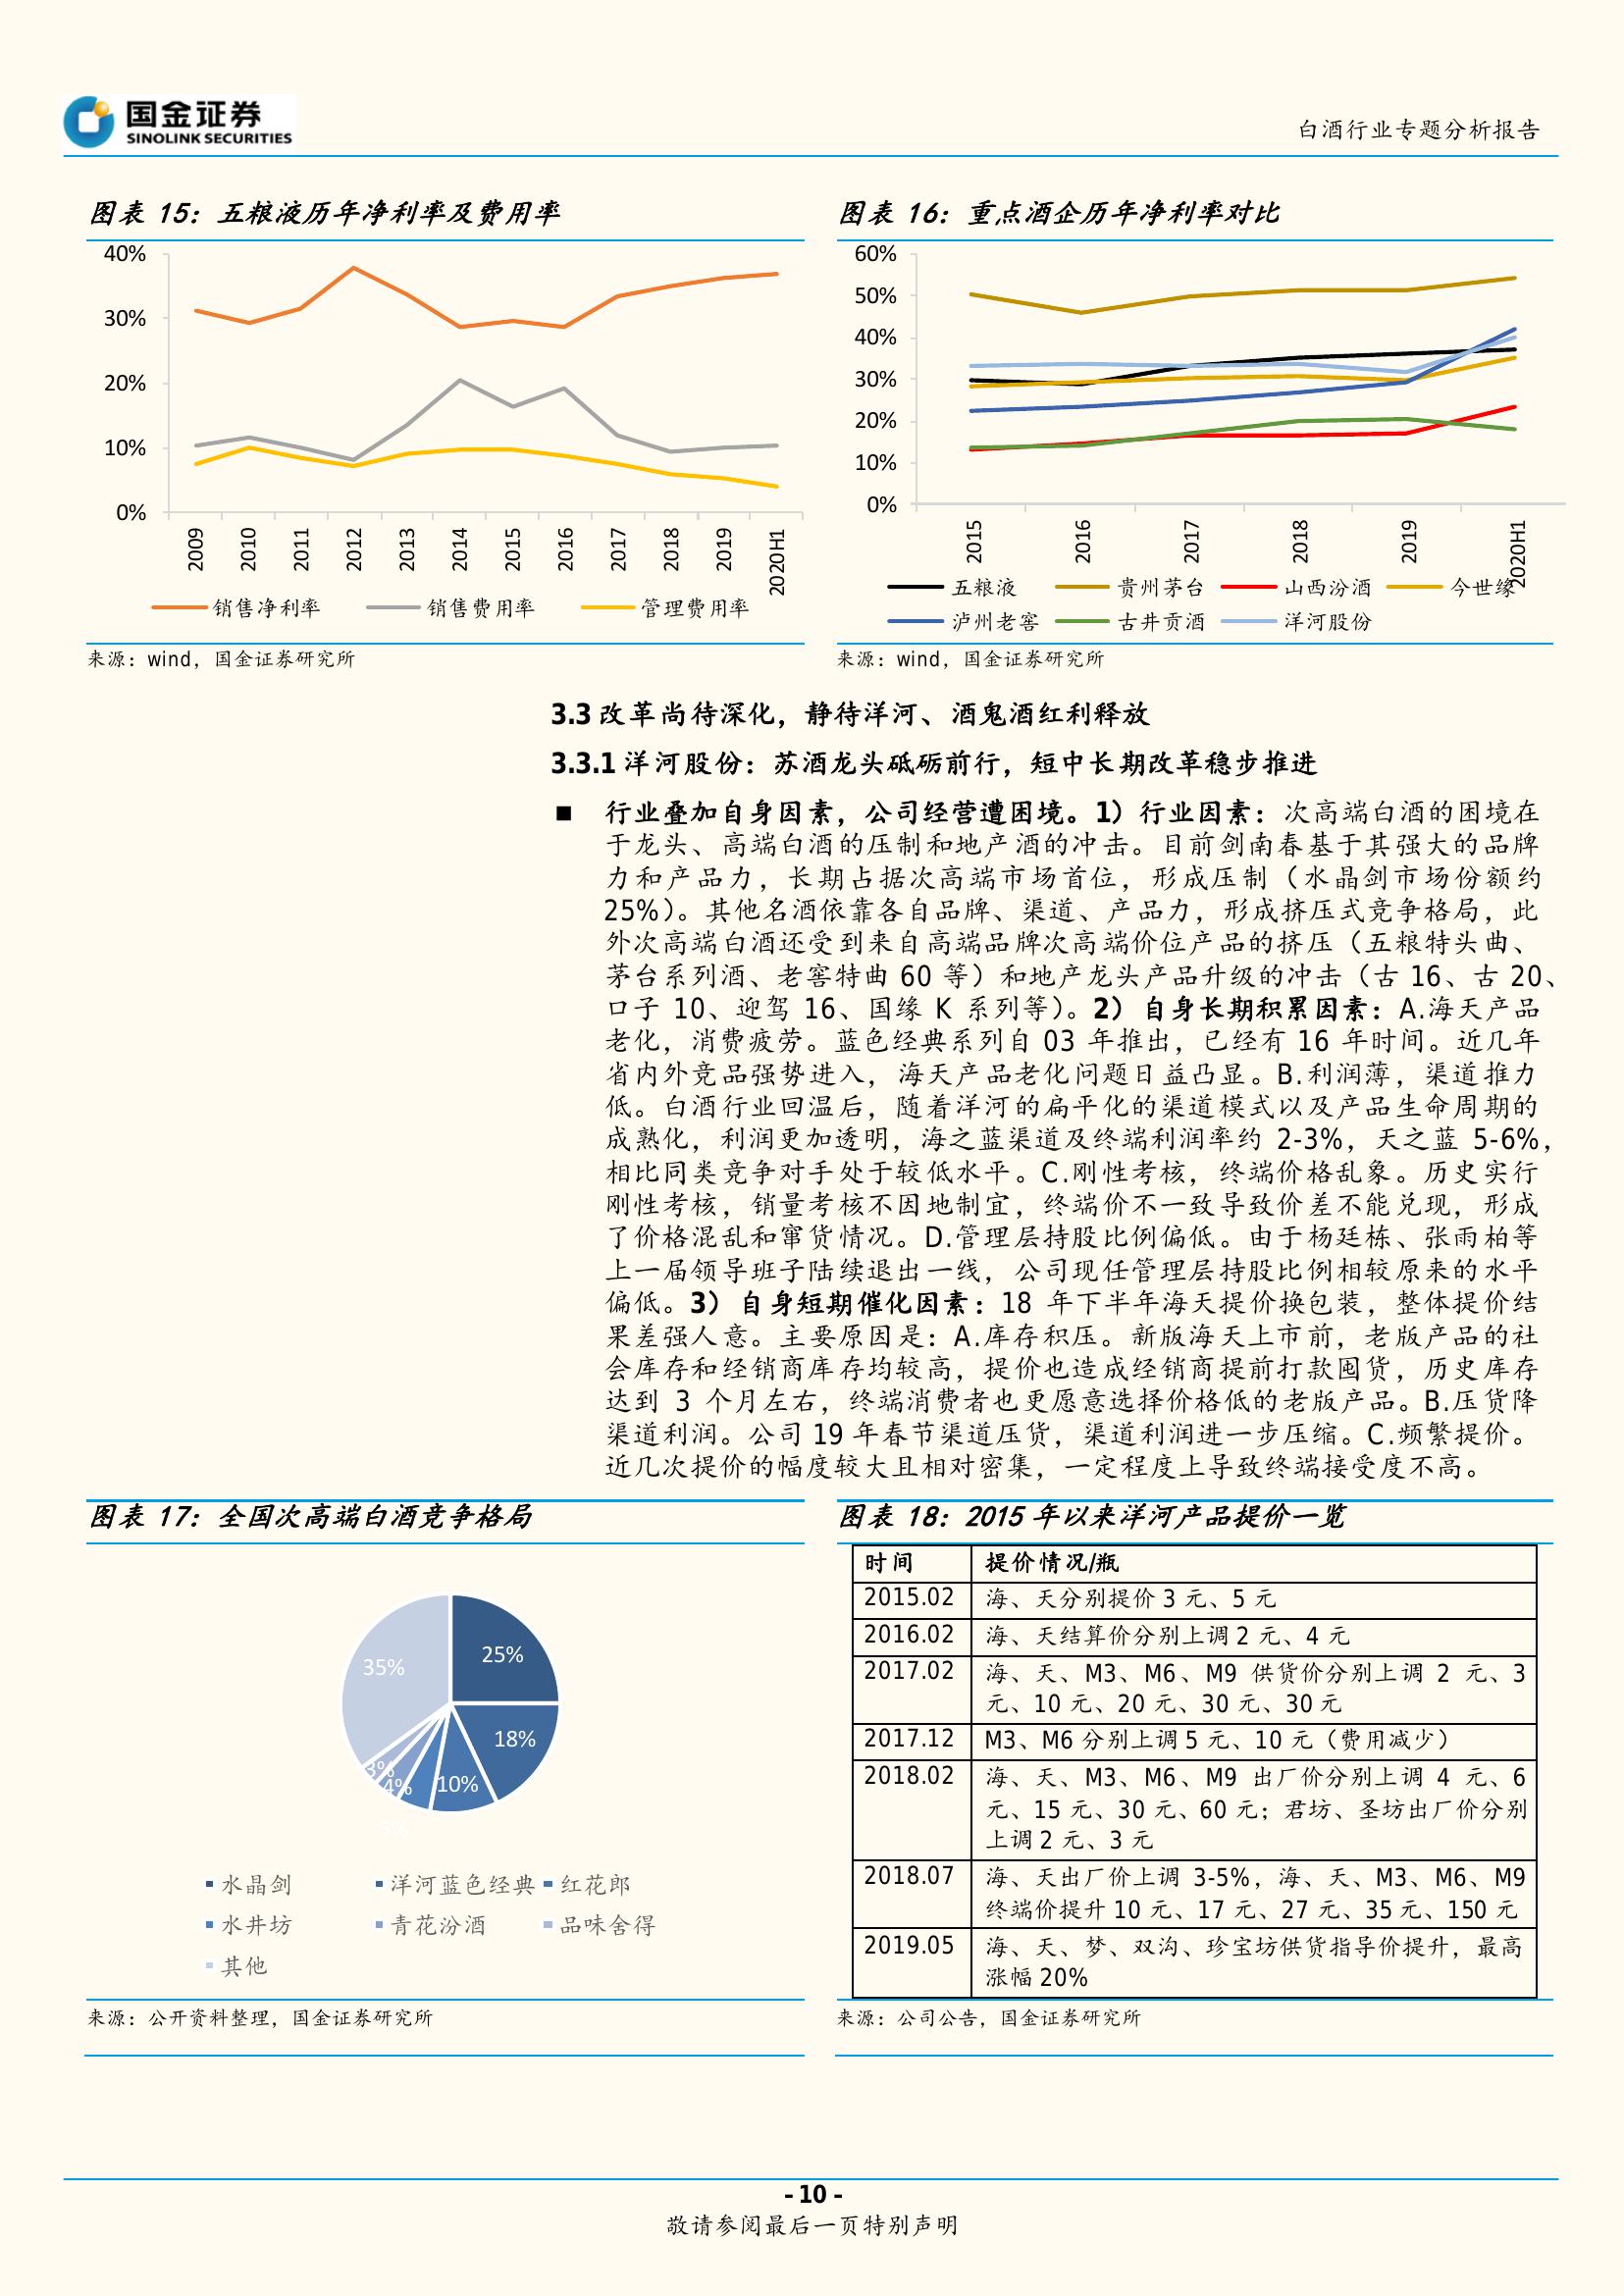 国金证券
SINOLINK SECURITIES
白酒行业专题分析报告
图表 15：五粮液历年净利率及费用率
40%
30%
20%
10%
0%
2009
2010
2011
2012
2013
2014
2015
2016
2017
2018
2019
2020H1
销售净利率
销售费用率
管理费用率
来源：wind，国金证券研究所
图表 16：重点酒企历年净利率对比
60%
50%
40%
30%
20%
10%
0%
2015
2016
2017
2018
2019
2020H1
五粮液
贵州茅台
山西汾酒
今世缘
泸州老窖
古井贡酒
洋河股份
来源：wind，国金证券研究所
3.3 改革尚待深化，静待洋河、酒鬼酒红利释放
3.3.1 洋河股份：苏酒龙头砥砺前行，短中长期改革稳步推进
■ 行业叠加自身因素，公司经营遭困境。1）行业因素：次高端白酒的困境在
于龙头、高端白酒的压制和地产酒的冲击。目前剑南春基于其强大的品牌
力和产品力，长期占据次高端市场首位，形成压制（水晶剑市场份额约
25%）。其他名酒依靠各自品牌、渠道、产品力，形成挤压式竞争格局，此
外次高端白酒还受到来自高端品牌次高端价位产品的挤压（五粮特头曲、
茅台系列酒、老窖特曲 60 等）和地产龙头产品升级的冲击（古 16、古 20、
口子 10、迎驾 16、国缘 K 系列等）。2）自身长期积累因素：A.海天产品
老化，消费疲劳。蓝色经典系列自 03 年推出，已经有 16 年时间。近几年
省内外竞品强势进入，海天产品老化问题日益凸显。B.利润薄，渠道推力
低。白酒行业回温后，随着洋河的扁平化的渠道模式以及产品生命周期的
成熟化，利润更加透明，海之蓝渠道及终端利润率约 2-3%，天之蓝 5-6%，
相比同类竞争对手处于较低水平。C.刚性考核，终端价格乱象。历史实行
刚性考核，销量考核不因地制宜，终端价不一致导致价差不能兑现，形成
了价格混乱和窜货情况。D.管理层持股比例偏低。由于杨廷栋、张雨柏等
上一届领导班子陆续退出一线，公司现任管理层持股比例相较原来的水平
偏低。3）自身短期催化因素：18 年下半年海天提价换包装，整体提价结
果差强人意。主要原因是：A.库存积压。新版海天上市前，老版产品的社
会库存和经销商库存均较高，提价也造成经销商提前打款囤货，历史库存
达到 3 个月左右，终端消费者也更愿意选择价格低的老版产品。B.压货降
渠道利润。公司 19 年春节渠道压货，渠道利润进一步压缩。C.频繁提价。
近几次提价的幅度较大且相对密集，一定程度上导致终端接受度不高。
图表 17：全国次高端白酒竞争格局
25%
18%
10%
5%
4%
3%
35%
水晶剑
洋河蓝色经典
红花郎
水井坊
青花汾酒
品味舍得
其他
来源：公开资料整理，国金证券研究所
图表 18：2015 年以来洋河产品提价一览
时间 提价情况/瓶
2015.02 海、天分别提价 3 元、5 元
2016.02 海、天结算价分别上调 2 元、4 元
2017.02 海、天、M3、M6、M9 供货价分别上调 2 元、3
元、10 元、20 元、30 元、30 元
2017.12 M3、M6 分别上调 5 元、10 元（费用减少）
2018.02 海、天、M3、M6、M9 出厂价分别上调 4 元、6
元、15 元、30 元、60 元；君坊、圣坊出厂价分别
上调 2 元、3 元
2018.07 海、天出厂价上调 3-5%，海、天、M3、M6、M9
终端价提升 10 元、17 元、27 元、35 元、150 元
2019.05 海、天、梦、双沟、珍宝坊供货指导价提升，最高
涨幅 20%
来源：公司公告，国金证券研究所
- 10 -
敬请参阅最后一页特别声明